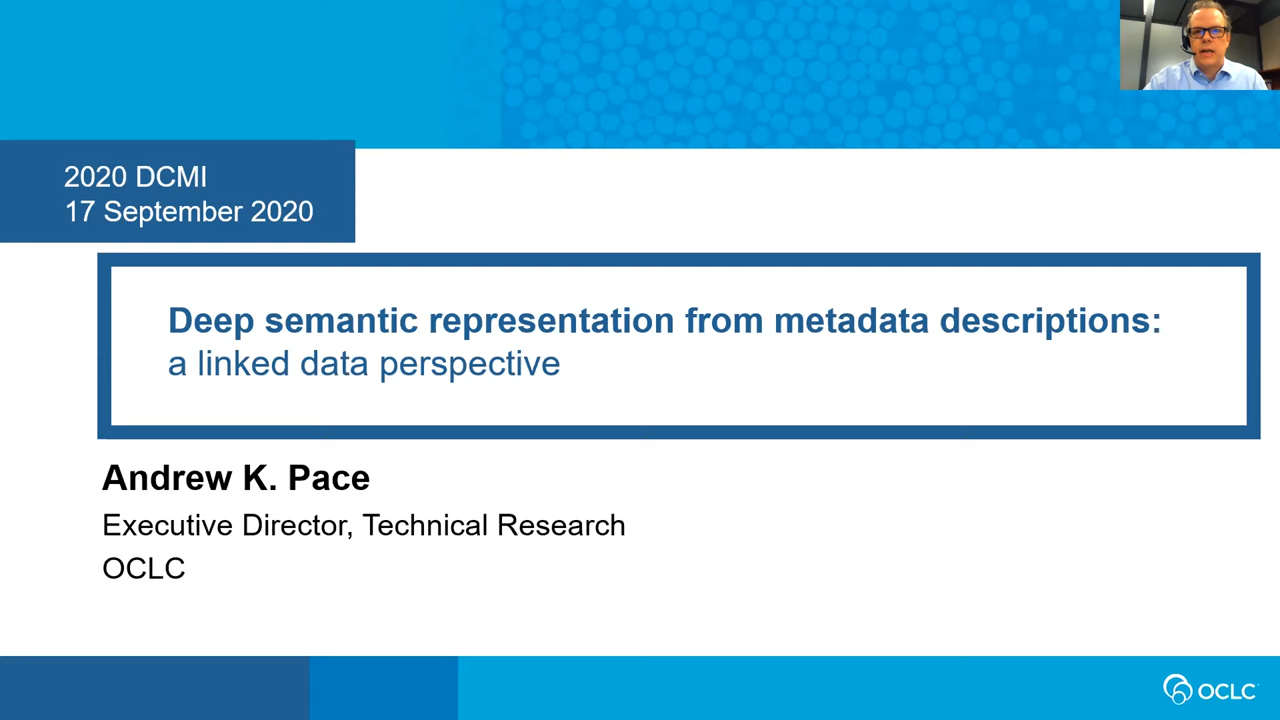 2020 DCMI
17 September 2020
Deep semantic representation from metadata descriptions:
a linked data perspective
Andrew K. Pace
Executive Director, Technical Research
OCLC
OCLC